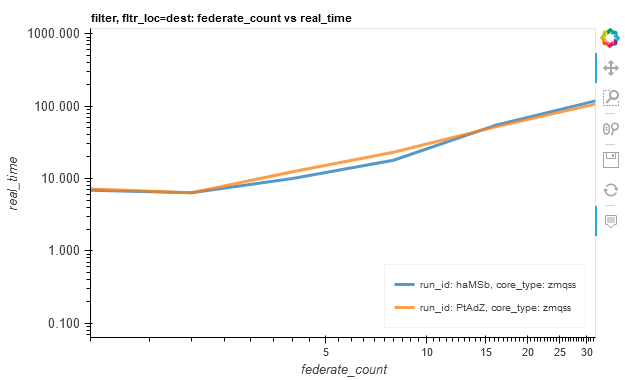 filter, fltr_loc=dest: federate_count vs real_time
1000.000
100.000
10.000
1.000
0.100
real_time
run_id: haMSb, core_type: zmqss
run_id: PtAdZ, core_type: zmqss
5 10 15 20 25 30
federate_count